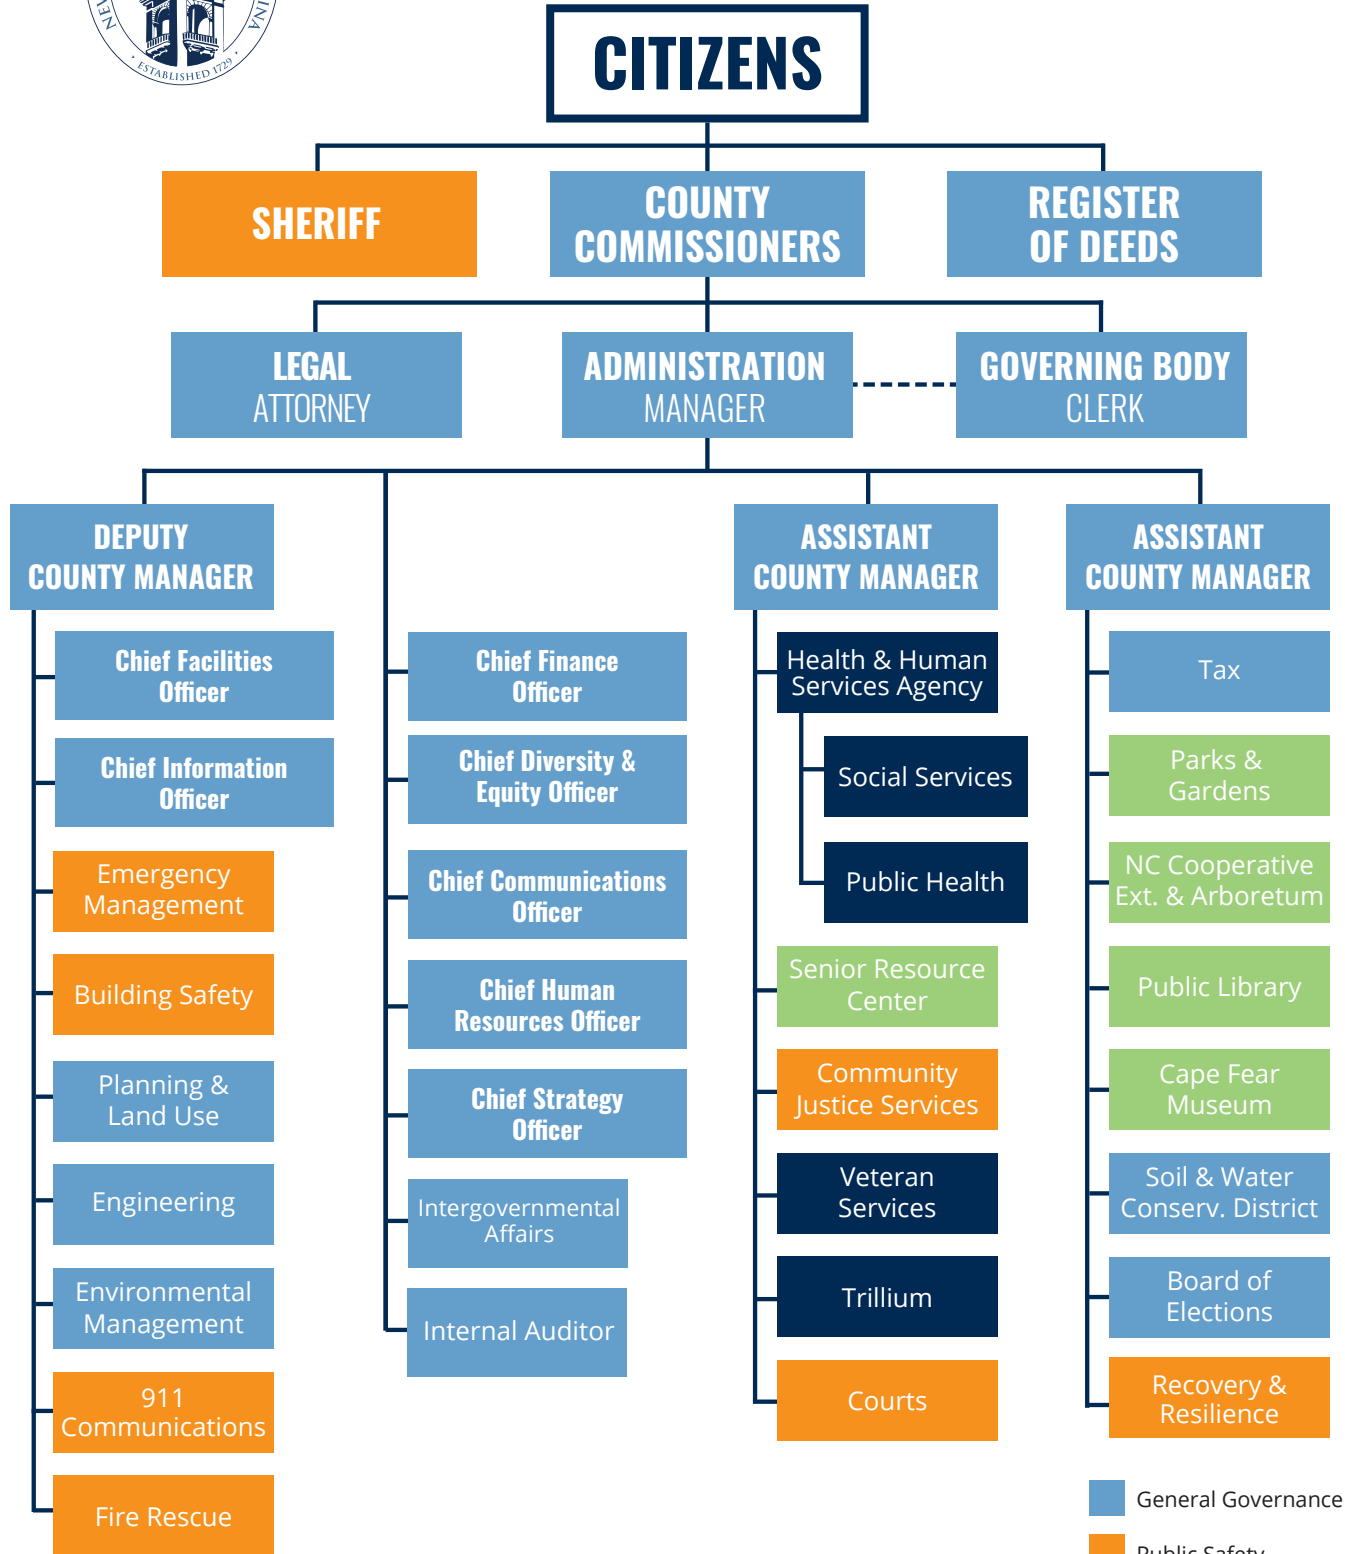 ESTABLISHED 1729
CITIZENS
SHERIFF
COUNTY
COMMISSIONERS
REGISTER
OF DEEDS
LEGAL
ATTORNEY
ADMINISTRATION
MANAGER
GOVERNING BODY
CLERK
DEPUTY
COUNTY MANAGER
Chief Facilities
Officer
Chief Information
Officer
Emergency
Management
Building Safety
Planning &
Land Use
Engineering
Environmental
Management
911
Communications
Fire Rescue
Chief Finance
Officer
Chief Diversity &
Equity Officer
Chief Communications
Officer
Chief Human
Resources Officer
Chief Strategy
Officer
Intergovernmental
Affairs
Internal Auditor
ASSISTANT
COUNTY MANAGER
Health & Human
Services Agency
Social Services
Public Health
Senior Resource
Center
Community
Justice Services
Veteran
Services
Trillium
Courts
ASSISTANT
COUNTY MANAGER
Tax
Parks &
Gardens
NC Cooperative
Ext. & Arboretum
Public Library
Cape Fear
Museum
Soil & Water
Conserv. District
Board of
Elections
Recovery &
Resilience
General Governance
Public Safety